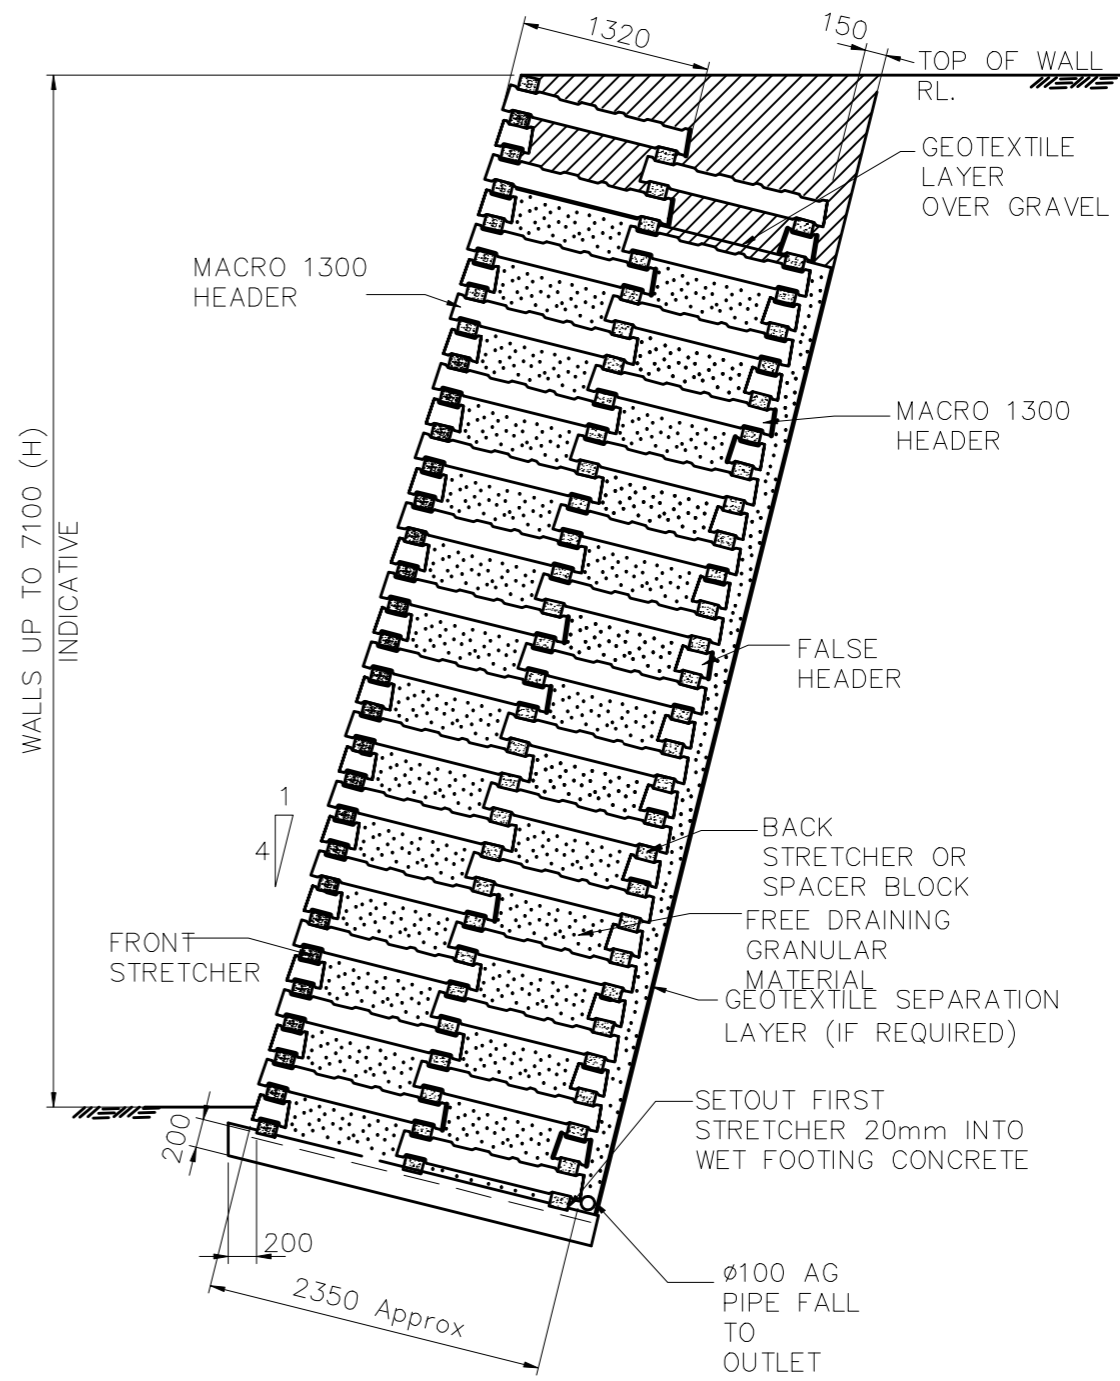 1320
150
TOP OF WALL
RL.
GEOTEXTILE
LAYER
OVER GRAVEL
MACRO 1300
HEADER
MACRO 1300
HEADER
WALLS UP TO 7100 (H)
INDICATIVE
FALSE
HEADER
1
4
BACK
STRETCHER OR
SPACER BLOCK
FREE DRAINING
GRANULAR
MATERIAL
FRONT
STRETCHER
GEOTEXTILE SEPARATION
LAYER (IF REQUIRED)
SETOUT FIRST
STRETCHER 20mm INTO
WET FOOTING CONCRETE
200
200
2350 Approx
Ø100 AG
PIPE FALL
TO
OUTLET